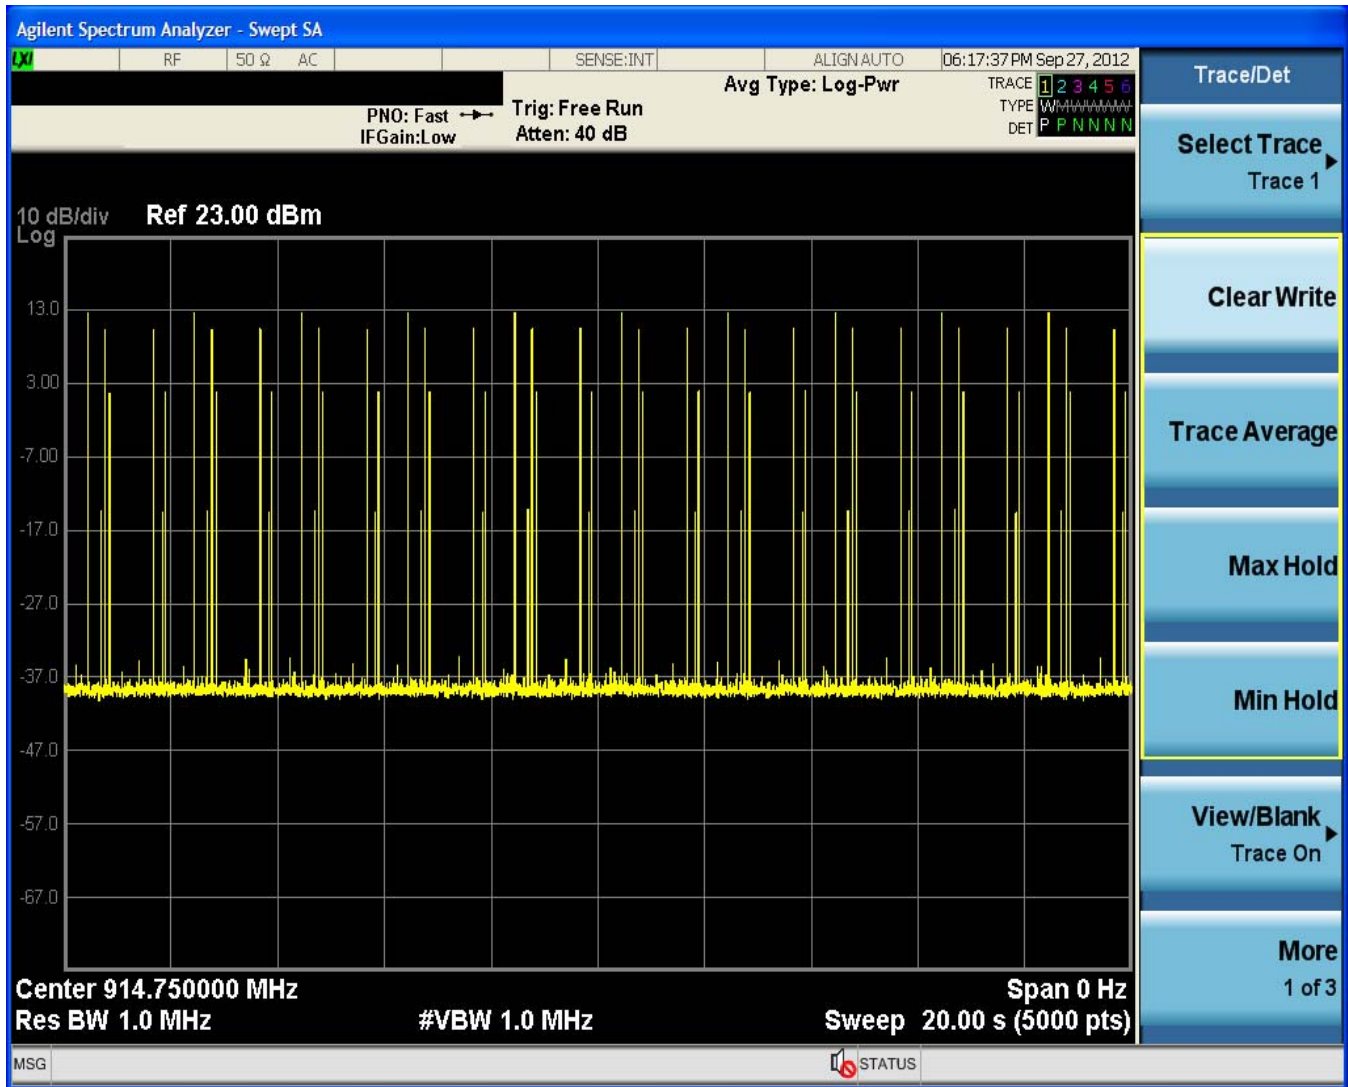 Agilent Spectrum Analyzer - Swept SA
LXI RF 50 Ω AC SENSE:INT ALIGN AUTO 06:17:37 PM Sep 27, 2012
Avg Type: Log-Pwr
TRACE 1 2 3 4 5 6
TYPE
DET P P N N N N
PNO: Fast
IFGain:Low
Trig: Free Run
Atten: 40 dB
10 dB/div
Log
Ref 23.00 dBm
13.0
3.00
-7.00
-17.0
-27.0
-37.0
-47.0
-57.0
-67.0
Center 914.750000 MHz
Span 0 Hz
Res BW 1.0 MHz
#VBW 1.0 MHz
Sweep 20.00 s (5000 pts)
MSG
STATUS
Trace/Det
Select Trace
Trace 1
Clear Write
Trace Average
Max Hold
Min Hold
View/Blank
Trace On
More
1 of 3